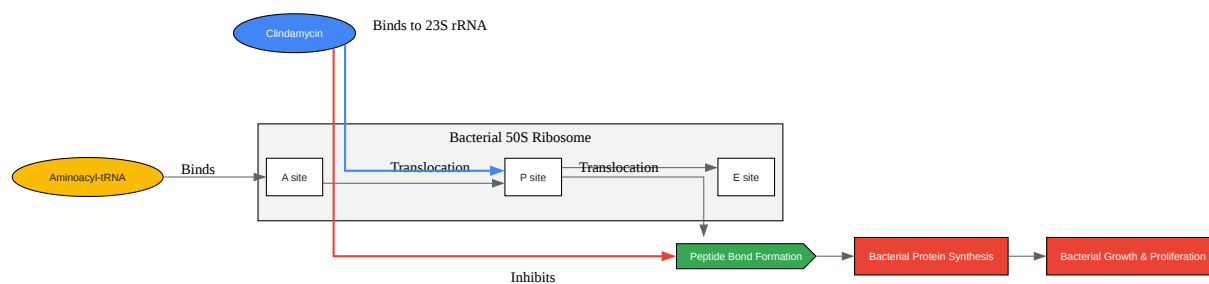 Clindamycin
Binds to 23S rRNA
Bacterial 50S Ribosome
Aminoacyl-tRNA
Binds
A site
Translocation
P site
Translocation
E site
Peptide Bond Formation
Bacterial Protein Synthesis
Bacterial Growth & Proliferation
Inhibits